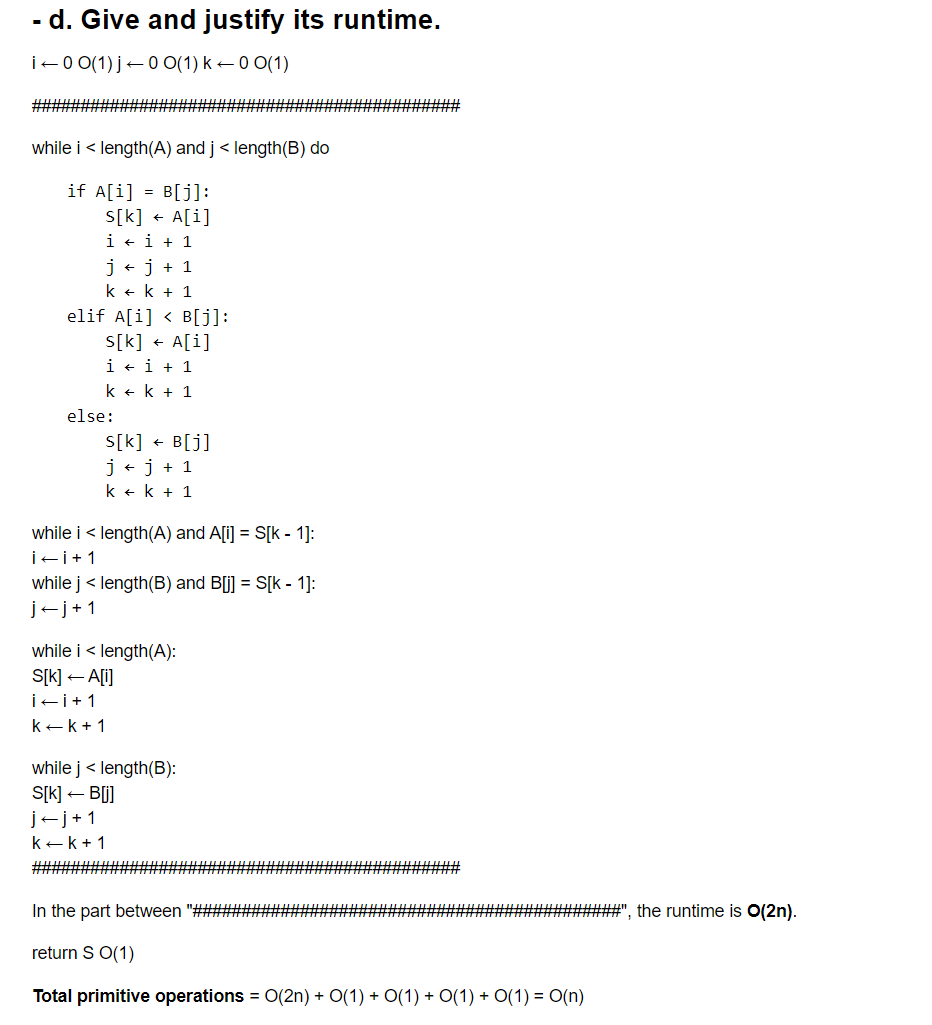 - d. Give and justify its runtime.
i ← 0 O(1) j ← 0 O(1) k ← 0 O(1)
################################################
while i < length(A) and j < length(B) do
if A[i] = B[j]:
S[k] ← A[i]
i ← i + 1
j ← j + 1
k ← k + 1
elif A[i] < B[j]:
S[k] ← A[i]
i ← i + 1
k ← k + 1
else:
S[k] ← B[j]
j ← j + 1
k ← k + 1
while i < length(A) and A[i] = S[k - 1]:
i ← i + 1
while j < length(B) and B[j] = S[k - 1]:
j ← j + 1
while i < length(A):
S[k] ← A[i]
i ← i + 1
k ← k + 1
while j < length(B):
S[k] ← B[j]
j ← j + 1
k ← k + 1
################################################
In the part between "################################################", the runtime is O(2n).
return S O(1)
Total primitive operations = O(2n) + O(1) + O(1) + O(1) + O(1) = O(n)